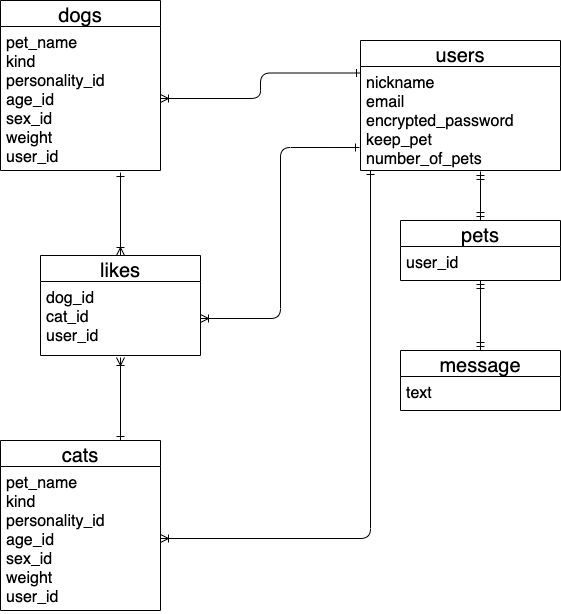 dogs
pet_name
kind
personality_id
age_id
sex_id
weight
user_id
users
nickname
email
encrypted_password
keep_pet
number_of_pets
pets
user_id
likes
dog_id
cat_id
user_id
message
text
cats
pet_name
kind
personality_id
age_id
sex_id
weight
user_id